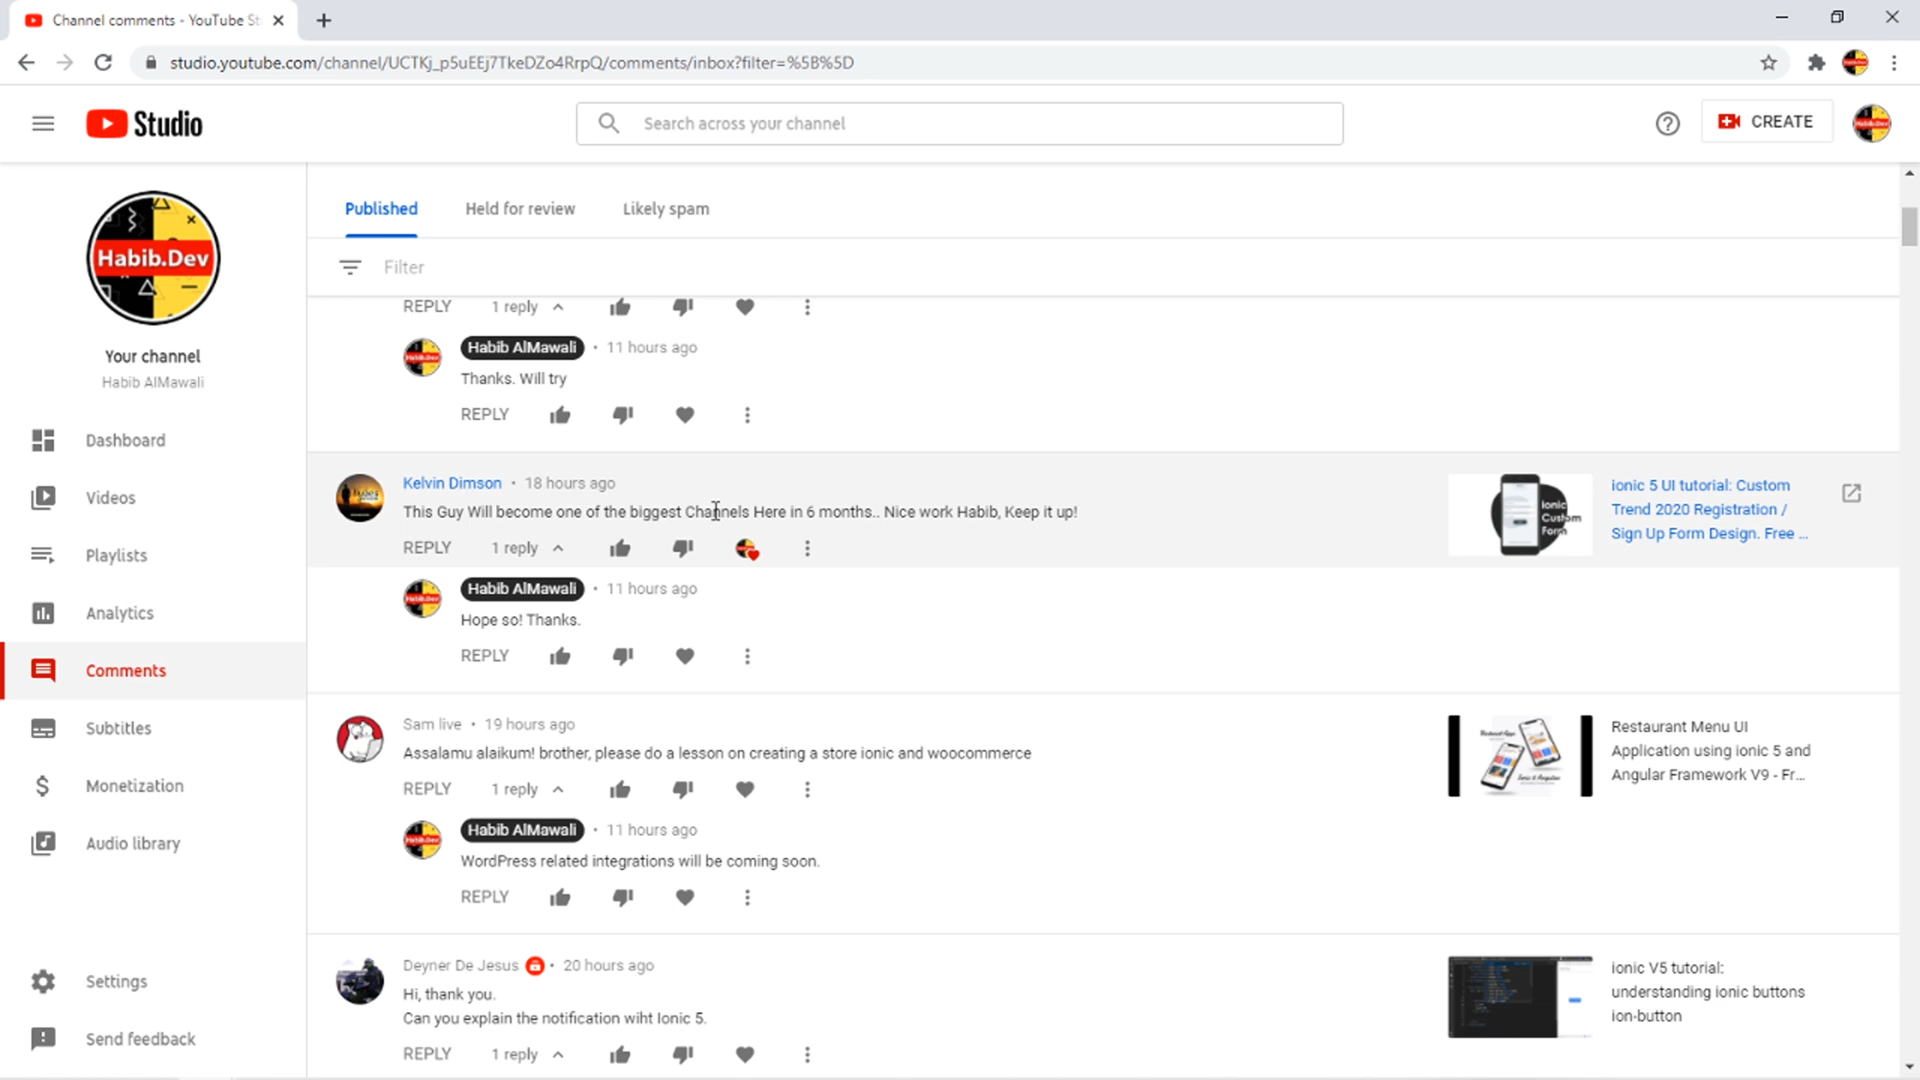 Channel comments - YouTube St
studio.youtube.com/channel/UCTKj_p5uEEj7TkeDZo4RrpQ/comments/inbox?filter=%5B%5D
Studio
Search across your channel
CREATE
Habib.Dev
Your channel
Habib AlMawali
Dashboard
Videos
Playlists
Analytics
Comments
Subtitles
Monetization
Audio library
Settings
Send feedback
Published
Held for review
Likely spam
Filter
REPLY 1 reply
Habib AlMawali • 11 hours ago
Thanks. Will try
REPLY
Kelvin Dimson • 18 hours ago
This Guy Will become one of the biggest Channels Here in 6 months.. Nice work Habib, Keep it up!
REPLY 1 reply
ionic 5 UI tutorial: Custom
Trend 2020 Registration /
Sign Up Form Design. Free ...
Ionic
Custom
Form
Habib AlMawali • 11 hours ago
Hope so! Thanks.
REPLY
Sam live • 19 hours ago
Assalamu alaikum! brother, please do a lesson on creating a store ionic and woocommerce
REPLY 1 reply
Restaurant Menu UI
Application using ionic 5 and
Angular Framework V9 - Fr...
Habib AlMawali • 11 hours ago
WordPress related integrations will be coming soon.
REPLY
Deyner De Jesus • 20 hours ago
Hi, thank you.
Can you explain the notification wiht Ionic 5.
REPLY 1 reply
ionic V5 tutorial:
understanding ionic buttons
ion-button